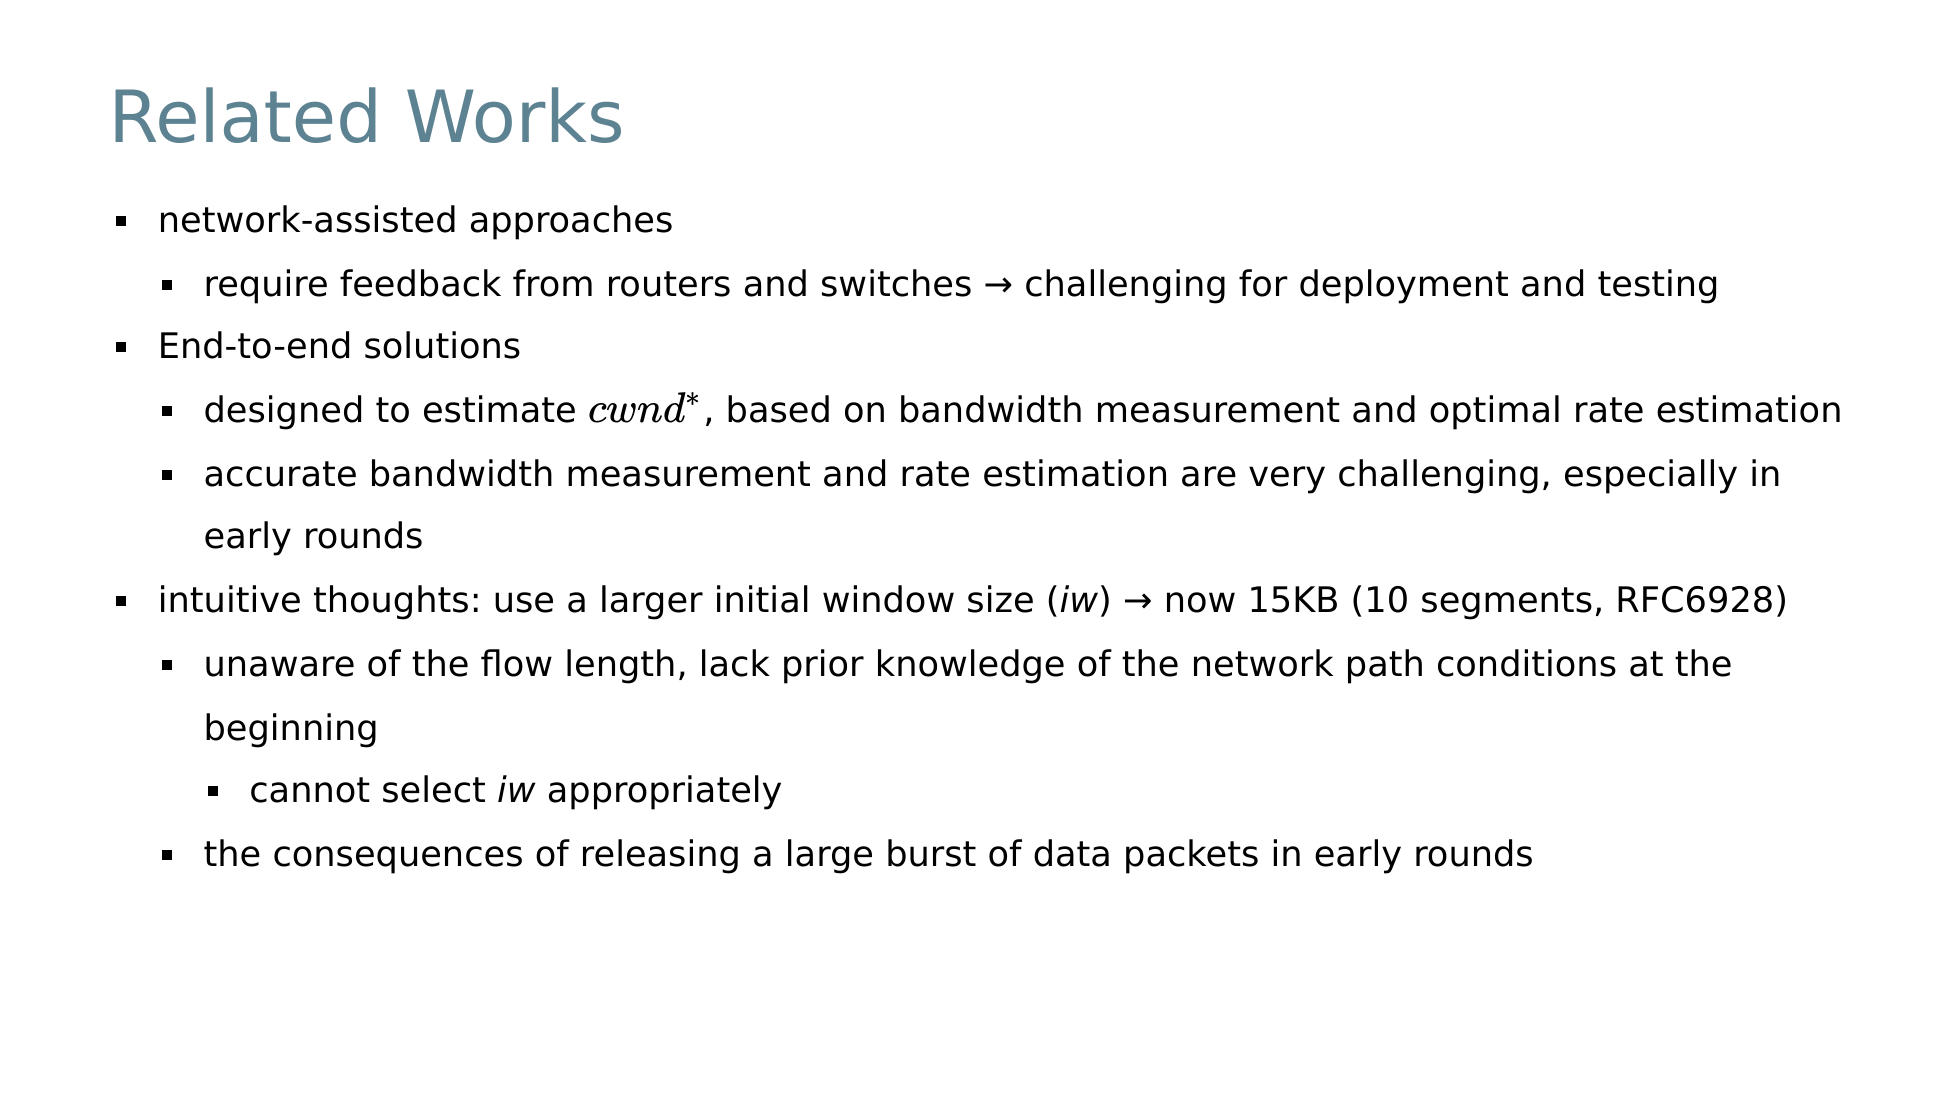 Related Works
▪ network-assisted approaches
▪ require feedback from routers and switches → challenging for deployment and testing
▪ End-to-end solutions
▪ designed to estimate cwnd*, based on bandwidth measurement and optimal rate estimation
▪ accurate bandwidth measurement and rate estimation are very challenging, especially in
early rounds
▪ intuitive thoughts: use a larger initial window size (iw) → now 15KB (10 segments, RFC6928)
▪ unaware of the flow length, lack prior knowledge of the network path conditions at the
beginning
▪ cannot select iw appropriately
▪ the consequences of releasing a large burst of data packets in early rounds